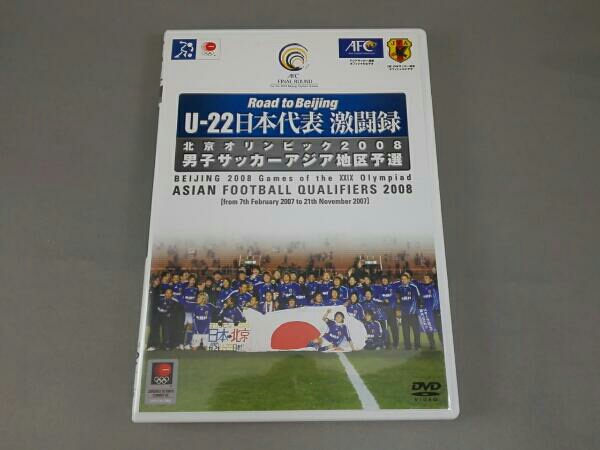 AFC
FINAL ROUND
AFC
JFA
Road to Beijing
U-22日本代表 激闘録
北京オリンピック2008
男子サッカーアジア地区予選
BEIJING 2008 Games of the XXIX Olympiad
ASIAN FOOTBALL QUALIFIERS 2008
[from 7th February 2007 to 21th November 2007]
日本
北京
DVD
VIDEO